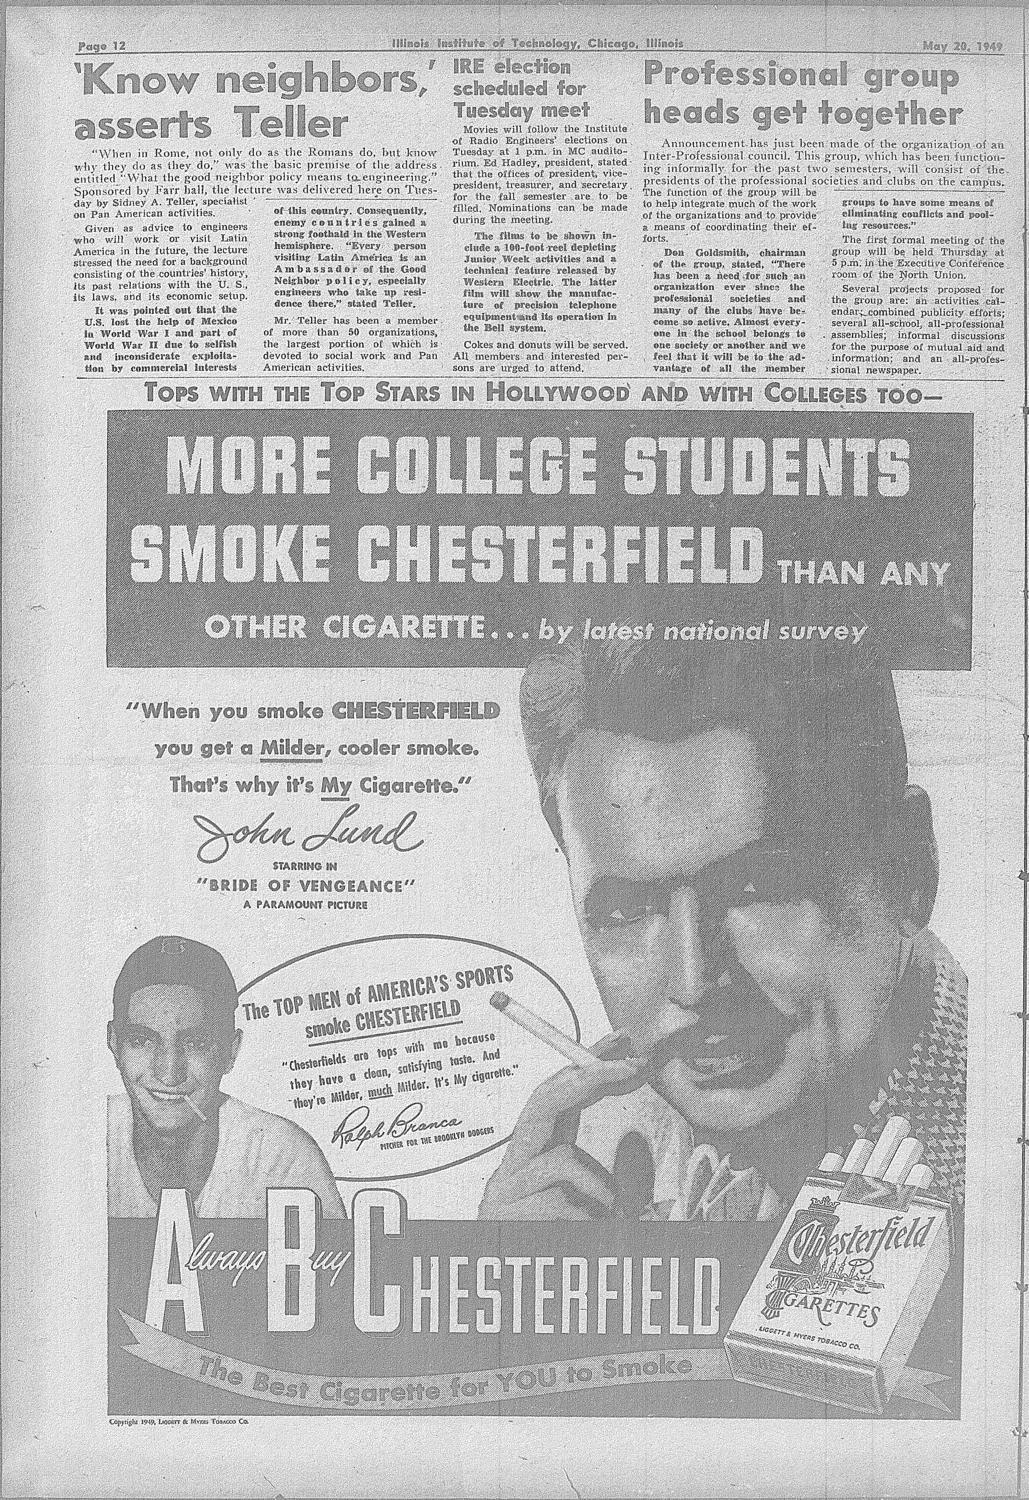 Page 12
Illinois Institute of Technology, Chicago, Illinois
May 20, 1949
'Know neighbors,'
asserts Teller
"When in Rome, not only do as the Romans do, but know
why they do as they do," was the basic premise of the address
entitled "What the good neighbor policy means to engineering."
Sponsored by Farr hall, the lecture was delivered here on Tues-
day by Sidney A. Teller, specialist
on Pan American activities.
Given as advice to engineers
who will work or visit Latin
America in the future, the lecture
stressed the need for a background
consisting of the countries' history,
its past relations with the U. S.,
its laws, and its economic setup.
It was pointed out that the
U.S. lost the help of Mexico
in World War I and part of
World War II due to selfish
and inconsiderate exploita-
tion by commercial interests
of this country. Consequently,
enemy countries gained a
strong foothald in the Western
hemisphere. "Every person
visiting Latin America is an
Ambassador of the Good
Neighbor policy, especially
engineers who take up resi-
dence there," stated Teller.
Mr. Teller has been a member
of more than 50 organizations,
the largest portion of which is
devoted to social work and Pan
American activities.
IRE election
scheduled for
Tuesday meet
Movies will follow the Institute
of Radio Engineers' elections on
Tuesday at 1 p.m. in MC audito-
rium. Ed Hadley, president, stated
that the offices of president, vice-
president, treasurer, and secretary
for the fall semester are to be
filled. Nominations can be made
during the meeting.
The films to be shown in-
clude a 100-foot reel depicting
Junior Week activities and a
technical feature released by
Western Electric. The latter
film will show the manufac-
ture of precision telephone
equipment and its operation in
the Bell system.
Cokes and donuts will be served.
All members and interested per-
sons are urged to attend.
Professional group
heads get together
Announcement has just been made of the organization of an
Inter-Professional council. This group, which has been function-
ing informally for the past two semesters, will consist of the
presidents of the professional societies and clubs on the campus.
The function of the group will be
to help integrate much of the work
of the organizations and to provide
a means of coordinating their ef-
forts.
Don Goldsmith, chairman
of the group, stated, "There
has been a need for such an
organization ever since the
professional societies and
many of the clubs have be-
come so active. Almost every-
one in the school belongs to
one society or another and we
feel that it will be to the ad-
vantage of all the member
groups to have some means of
eliminating conflicts and pool-
ing resources."
The first formal meeting of the
group will be held Thursday at
5 p.m. in the Executive Conference
room of the North Union.
Several projects proposed for
the group are: an activities cal-
endar; combined publicity efforts;
several all-school, all-professional
assemblies; informal discussions
for the purpose of mutual aid and
information; and an all-profes-
sional newspaper.
TOPS WITH THE TOP STARS IN HOLLYWOOD AND WITH COLLEGES TOO—
MORE COLLEGE STUDENTS
SMOKE CHESTERFIELD THAN ANY
OTHER CIGARETTE... by latest national survey
"When you smoke CHESTERFIELD
you get a Milder, cooler smoke.
That's why it's My Cigarette."
John Lund
STARRING IN
"BRIDE OF VENGEANCE"
A PARAMOUNT PICTURE
The TOP MEN of AMERICA'S SPORTS
smoke CHESTERFIELD
"Chesterfields are tops with me because
they have a clean, satisfying taste. And
they're Milder, much Milder. It's My cigarette."
Ralph Branca
PITCHER FOR THE BROOKLYN DODGERS
B
Always Buy CHESTERFIELD
The Best Cigarette for YOU to Smoke
Chesterfield
CIGARETTES
LIGGETT & MYERS TOBACCO CO.
CHESTERFIELD
Copyright 1949, LIGGETT & MYERS TOBACCO CO.